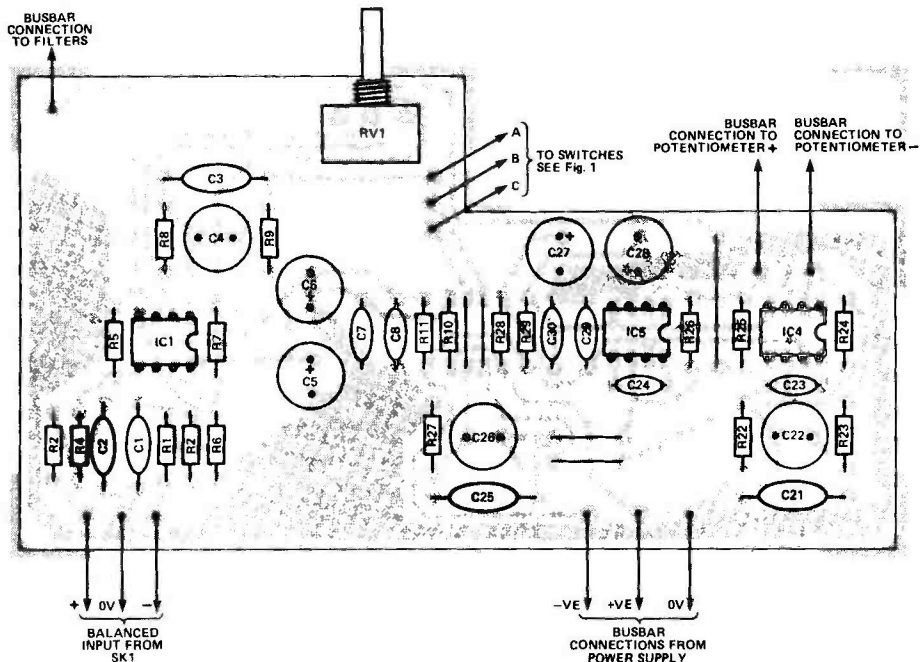 BUSBAR
CONNECTION
TO FILTERS
RV1
A
B
C
TO SWITCHES
SEE Fig. 1
BUSBAR
CONNECTION TO
POTENTIOMETER +
BUSBAR
CONNECTION TO
POTENTIOMETER -
C3
R8
C4
R9
C27
C28
C6
R5
IC1
R7
C7
C8
R11
R10
R28
R29
C30
C29
IC5
R26
R25
IC4
R24
C5
C24
C23
R2
R4
C2
C1
R1
R2
R6
R27
C26
R22
C22
R23
C25
C21
+
0V
-
BALANCED
INPUT FROM
SK1
-VE
+VE
0V
BUSBAR
CONNECTIONS FROM
POWER SUPPLY